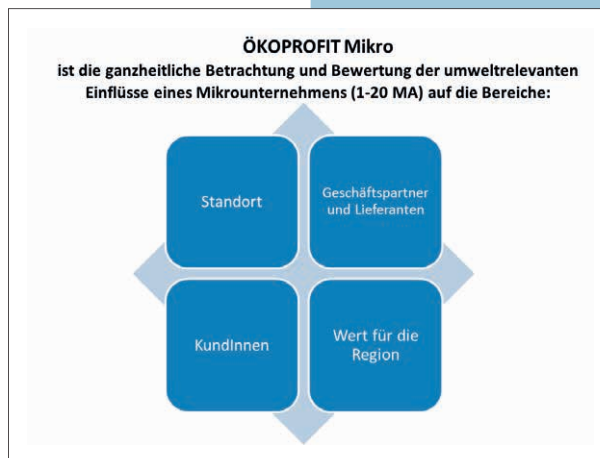 ÖKOPROFIT Mikro
ist die ganzheitliche Betrachtung und Bewertung der umweltrelevanten
Einflüsse eines Mikrounternehmens (1-20 MA) auf die Bereiche:
Standort
Geschäftspartner
und Lieferanten
KundInnen
Wert für die
Region